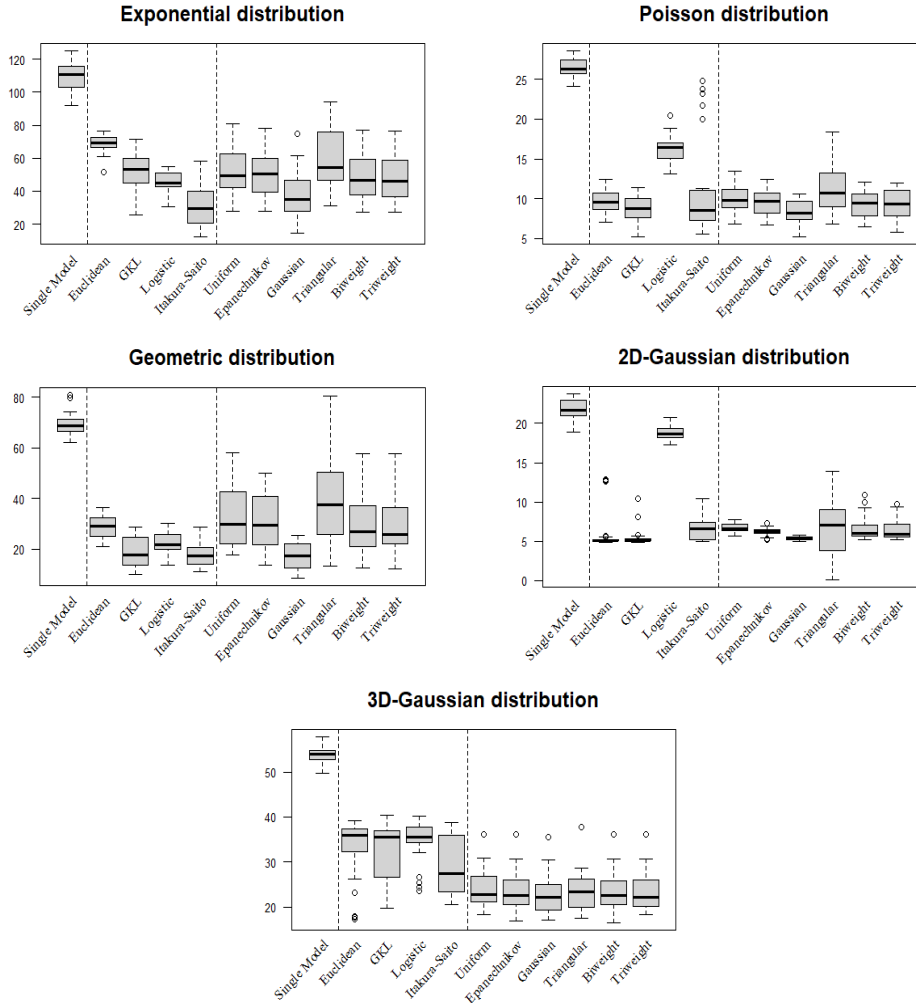 Exponential distribution
120
100
80
60
40
20
Single Model
Euclidean
GKL
Logistic
Itakura-Saito
Uniform
Epanechnikov
Gaussian
Triangular
Biweight
Triweight
Poisson distribution
25
20
15
10
5
Single Model
Euclidean
GKL
Logistic
Itakura-Saito
Uniform
Epanechnikov
Gaussian
Triangular
Biweight
Triweight
Geometric distribution
80
60
40
20
Single Model
Euclidean
GKL
Logistic
Itakura-Saito
Uniform
Epanechnikov
Gaussian
Triangular
Biweight
Triweight
2D-Gaussian distribution
20
15
10
5
0
Single Model
Euclidean
GKL
Logistic
Itakura-Saito
Uniform
Epanechnikov
Gaussian
Triangular
Biweight
Triweight
3D-Gaussian distribution
50
40
30
20
Single Model
Euclidean
GKL
Logistic
Itakura-Saito
Uniform
Epanechnikov
Gaussian
Triangular
Biweight
Triweight